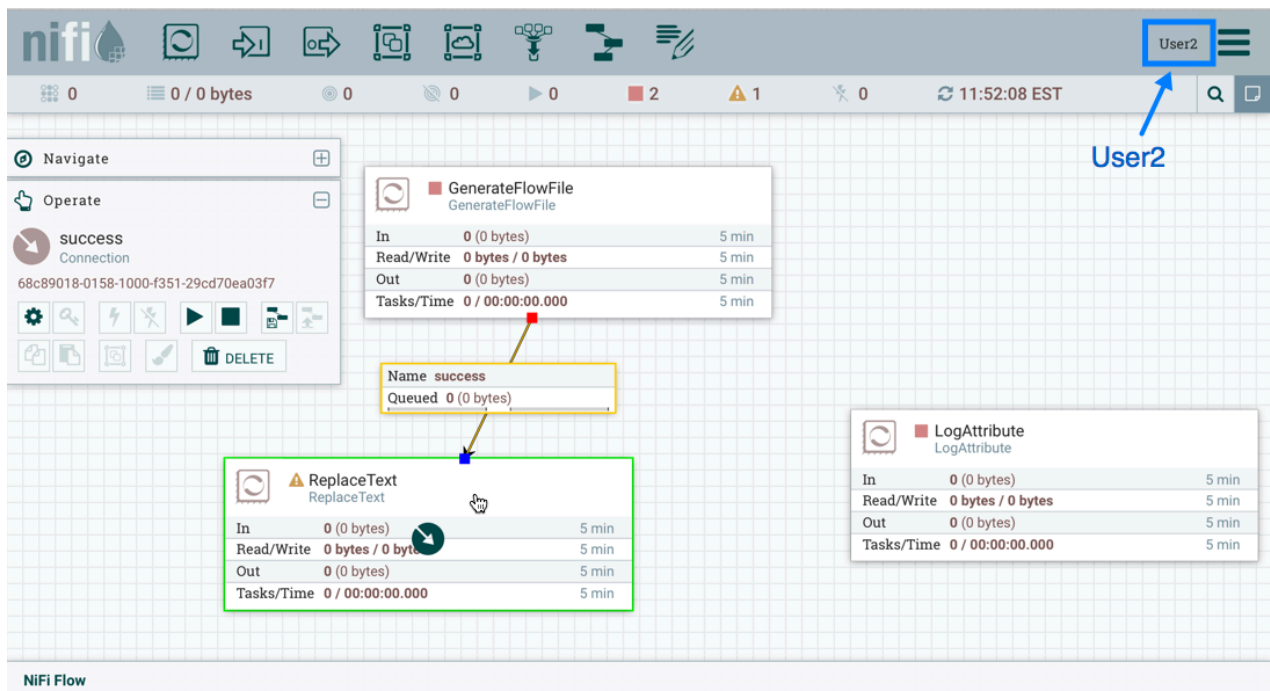 nifi
User2
0
0 / 0 bytes
0
0
0
2
1
0
11:52:08 EST
User2
Navigate
Operate
success
Connection
68c89018-0158-1000-f351-29cd70ea03f7
DELETE
GenerateFlowFile
GenerateFlowFile
In 0 (0 bytes) 5 min
Read/Write 0 bytes / 0 bytes 5 min
Out 0 (0 bytes) 5 min
Tasks/Time 0 / 00:00:00.000 5 min
Name success
Queued 0 (0 bytes)
ReplaceText
ReplaceText
In 0 (0 bytes) 5 min
Read/Write 0 bytes / 0 byte 5 min
Out 0 (0 bytes) 5 min
Tasks/Time 0 / 00:00:00.000 5 min
LogAttribute
LogAttribute
In 0 (0 bytes) 5 min
Read/Write 0 bytes / 0 bytes 5 min
Out 0 (0 bytes) 5 min
Tasks/Time 0 / 00:00:00.000 5 min
NiFi Flow